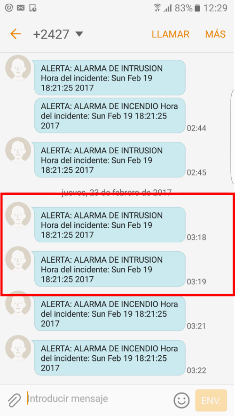 83% 12:29
+2427 LLAMAR MÁS
ALERTA: ALARMA DE INTRUSION
Hora del incidente: Sun Feb 19
18:21:25 2017
ALERTA: ALARMA DE INCENDIO Hora
del incidente: Sun Feb 19 18:21:25
2017
02:44
ALERTA: ALARMA DE INTRUSION
Hora del incidente: Sun Feb 19
18:21:25 2017
02:45
jueves, 23 de febrero de 2017
ALERTA: ALARMA DE INTRUSION
Hora del incidente: Sun Feb 19
18:21:25 2017
03:18
ALERTA: ALARMA DE INTRUSION
Hora del incidente: Sun Feb 19
18:21:25 2017
03:19
ALERTA: ALARMA DE INCENDIO Hora
del incidente: Sun Feb 19 18:21:25
2017
03:21
ALERTA: ALARMA DE INTRUSION
Hora del incidente: Sun Feb 19 18:21:25
2017
03:22
Introducir mensaje ENV.